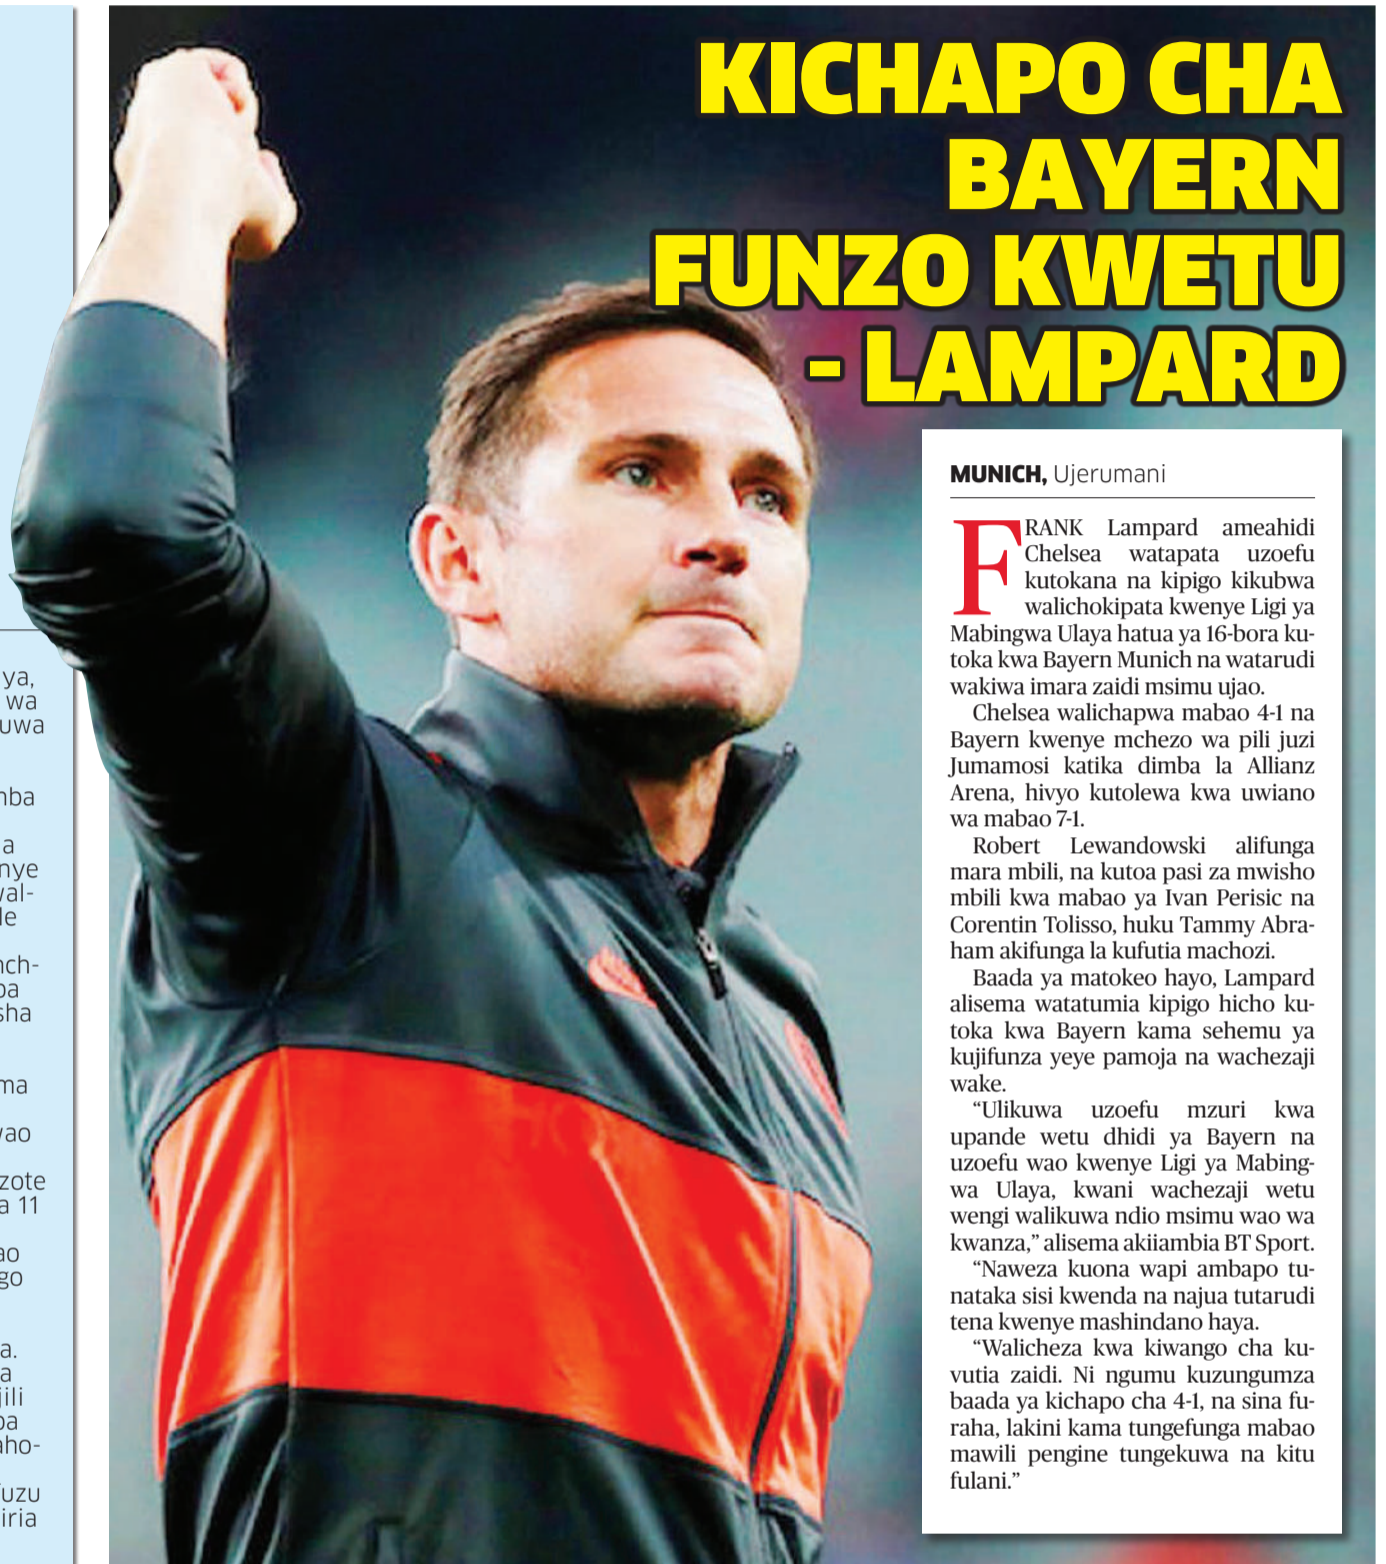 KICHAPO CHA
BAYERN
FUNZO KWETU
- LAMPARD
MUNICH, Ujerumani
FRANK Lampard ameahidi
Chelsea watapata uzoefu
kutokana na kipigo kikubwa
walichokipata kwenye Ligi ya
Mabingwa Ulaya hatua ya 16-bora ku-
toka kwa Bayern Munich na watarudi
wakiwa imara zaidi msimu ujao.
Chelsea walichapwa mabao 4-1 na
Bayern kwenye mchezo wa pili juzi
Jumamosi katika dimba la Allianz
Arena, hivyo kutolewa kwa uwiano
wa mabao 7-1.
Robert Lewandowski alifunga
mara mbili, na kutoa pasi za mwisho
mbili kwa mabao ya Ivan Perisic na
Corentin Tolisso, huku Tammy Abra-
ham akifunga la kufutia machozi.
Baada ya matokeo hayo, Lampard
alisema watatumia kipigo hicho ku-
toka kwa Bayern kama sehemu ya
kujifunza yeye pamoja na wachezaji
wake.
“Ulikuwa uzoefu mzuri kwa
upande wetu dhidi ya Bayern na
uzoefu wao kwenye Ligi ya Mabing-
wa Ulaya, kwani wachezaji wetu
wengi walikuwa ndio msimu wao wa
kwanza,” alisema akiiambia BT Sport.
“Naweza kuona wapi ambapo tu-
nataka sisi kwenda na najua tutarudi
tena kwenye mashindano haya.
“Walicheza kwa kiwango cha ku-
vutia zaidi. Ni ngumu kuzungumza
baada ya kichapo cha 4-1, na sina fu-
raha, lakini kama tungefunga mabao
mawili pengine tungekuwa na kitu
fulani.”